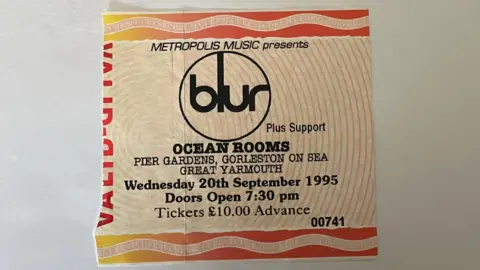 METROPOLIS MUSIC presents
blur
Plus Support
OCEAN ROOMS
PIER GARDENS, GORLESTON ON SEA
GREAT YARMOUTH
Wednesday 20th September 1995
Doors Open 7:30 pm
Tickets £10.00 Advance
00741